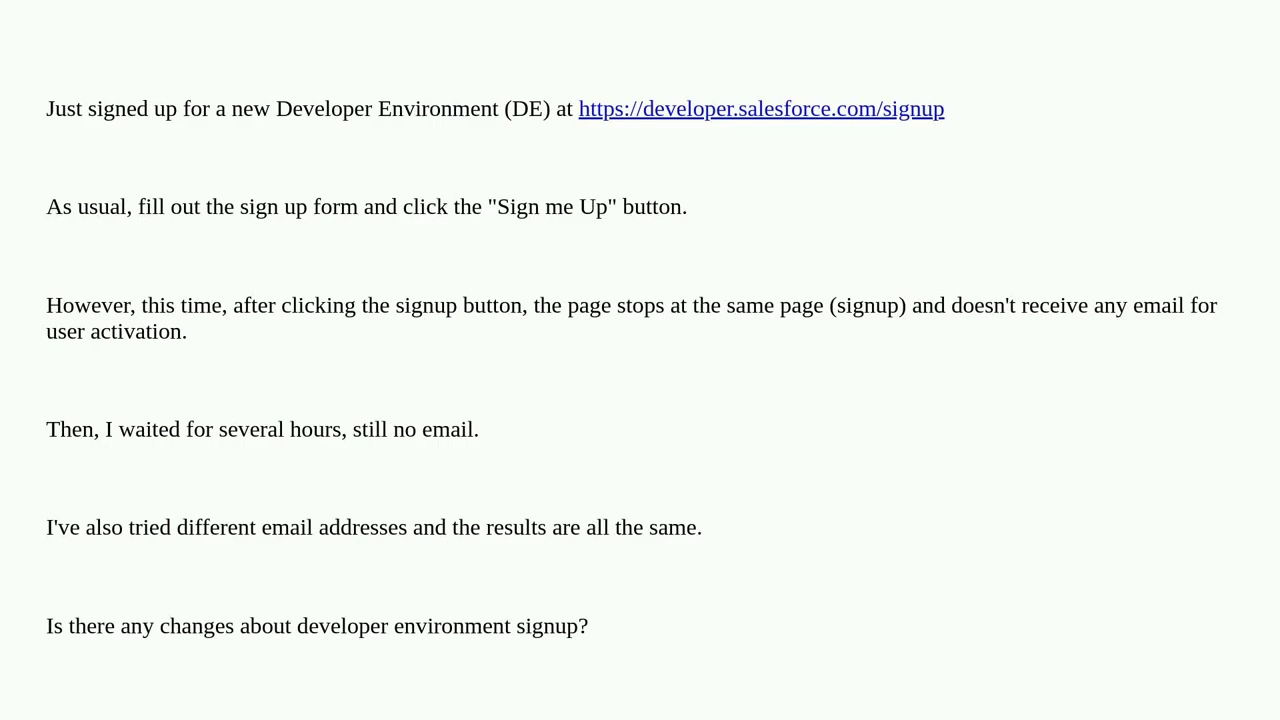 Just signed up for a new Developer Environment (DE) at https://developer.salesforce.com/signup
As usual, fill out the sign up form and click the "Sign me Up" button.
However, this time, after clicking the signup button, the page stops at the same page (signup) and doesn't receive any email for
user activation.
Then, I waited for several hours, still no email.
I've also tried different email addresses and the results are all the same.
Is there any changes about developer environment signup?